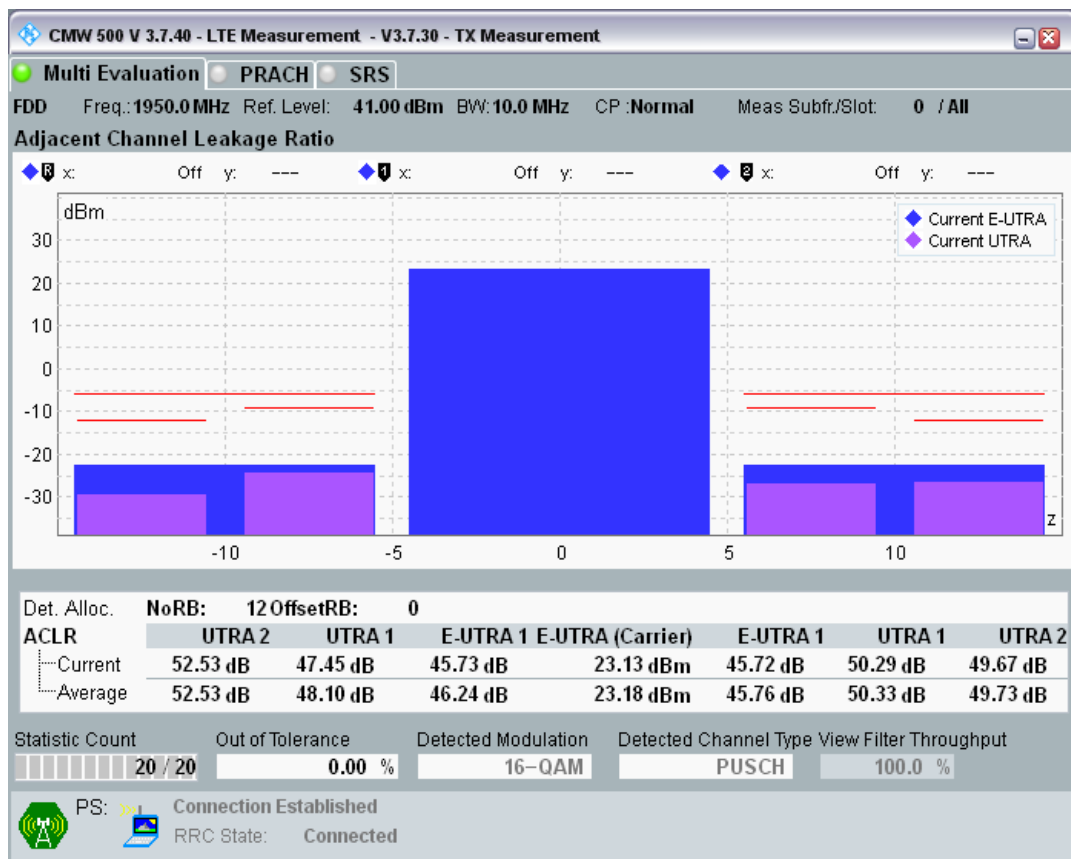 CMW 500 V 3.7.40 - LTE Measurement - V3.7.30 - TX Measurement
Multi Evaluation PRACH SRS
FDD Freq.:1950.0 MHz Ref. Level: 41.00 dBm BW:10.0 MHz CP :Normal Meas Subfr./Slot: 0 / All
Adjacent Channel Leakage Ratio
R x: Off y: --- 1 x: Off y: --- 2 x: Off y: ---
dBm
Current E-UTRA
Current UTRA
30
20
10
0
-10
-20
-30
z
-10 -5 0 5 10
Det. Alloc. NoRB: 12 OffsetRB: 0
ACLR UTRA 2 UTRA 1 E-UTRA 1 E-UTRA (Carrier) E-UTRA 1 UTRA 1 UTRA 2
Current 52.53 dB 47.45 dB 45.73 dB 23.13 dBm 45.72 dB 50.29 dB 49.67 dB
Average 52.53 dB 48.10 dB 46.24 dB 23.18 dBm 45.76 dB 50.33 dB 49.73 dB
Statistic Count Out of Tolerance Detected Modulation Detected Channel Type View Filter Throughput
20 / 20 0.00 % 16-QAM PUSCH 100.0 %
PS: Connection Established
RRC State: Connected